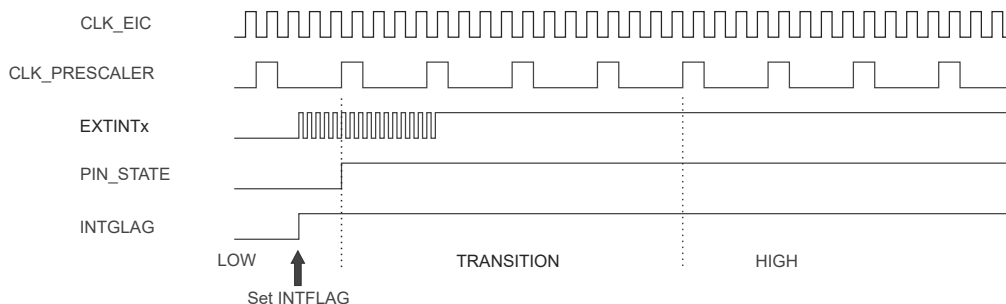 CLK_EIC
CLK_PRESCALER
EXTINTx
PIN_STATE
INTGLAG
LOW TRANSITION HIGH
Set INTFLAG